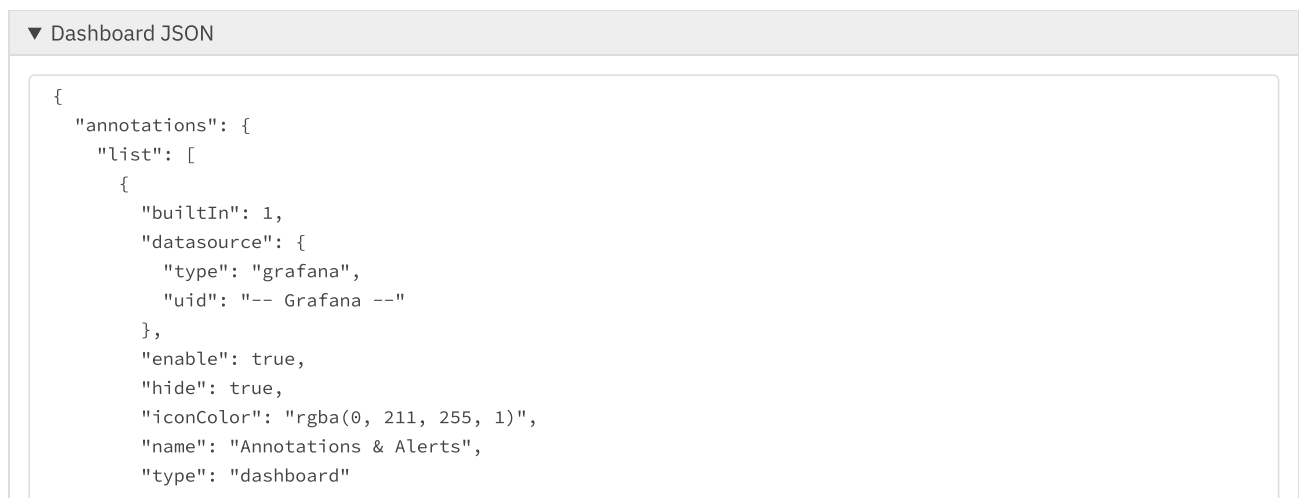 ▼ Dashboard JSON
{
  "annotations": {
    "list": [
      {
        "builtIn": 1,
        "datasource": {
          "type": "grafana",
          "uid": "-- Grafana --"
        },
        "enable": true,
        "hide": true,
        "iconColor": "rgba(0, 211, 255, 1)",
        "name": "Annotations & Alerts",
        "type": "dashboard"